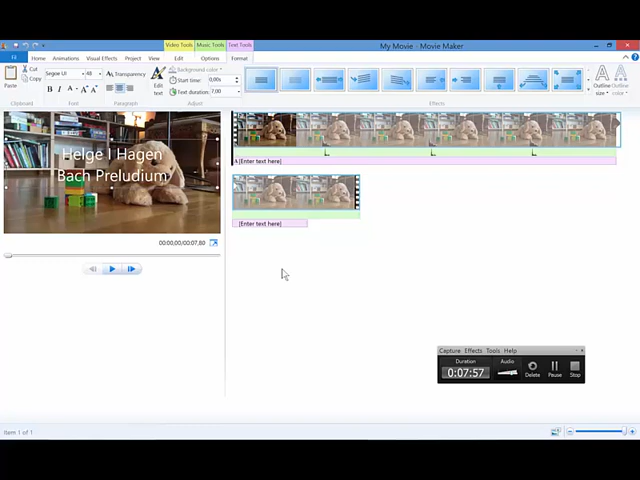 Video Tools Music Tools Text Tools
My Movie - Movie Maker
Home Animations Visual Effects Project View Edit Options Format
Paste
Cut
Copy
Clipboard
Segoe UI 48
Font
Transparency
Paragraph
Edit text
Background color
Start time: 0,00s
Text duration: 7,00
Adjust
Effects
Outline size
Outline color
Helge I Hagen
Bach Preludium
[Enter text here]
[Enter text here]
00:00,00/00:07,80
Capture Effects Tools Help
Duration
0:07:57
Audio
Delete Pause Stop
Item 1 of 1